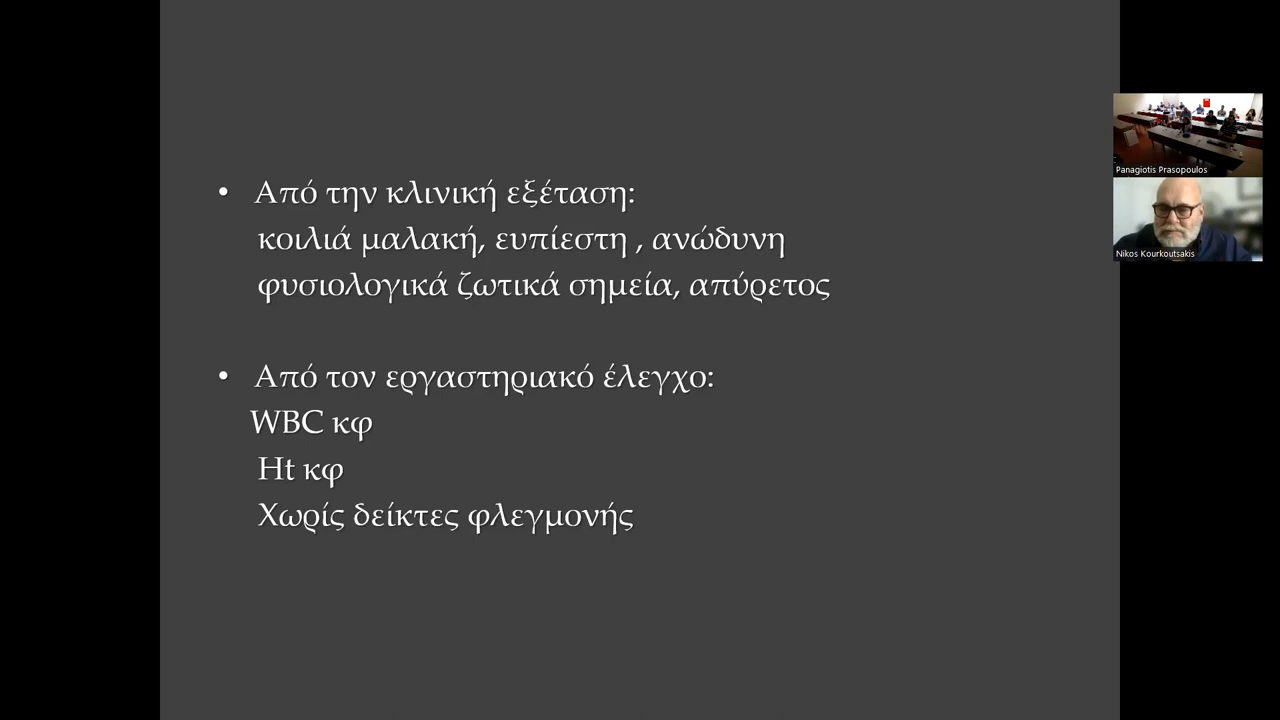 • Από την κλινική εξέταση:
κοιλιά μαλακή, ευπίεστη , ανώδυνη
φυσιολογικά ζωτικά σημεία, απύρετος
• Από τον εργαστηριακό έλεγχο:
WBC κφ
Ht κφ
Χωρίς δείκτες φλεγμονής
Panagiotis Prasopoulos
Nikos Kourkoutsakis